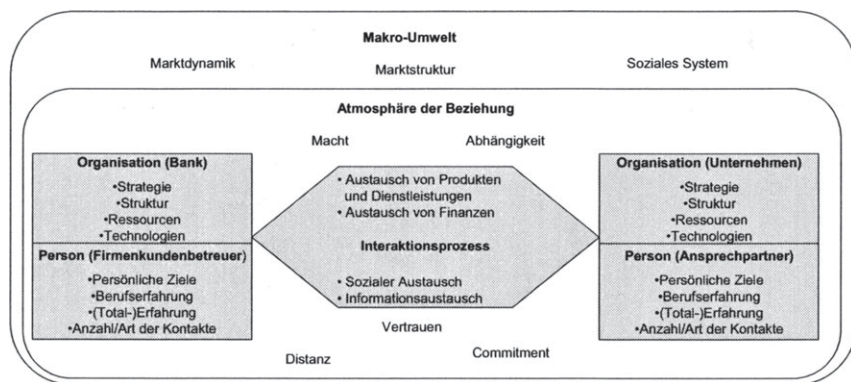 Makro-Umwelt
Marktdynamik
Marktstruktur
Soziales System
Atmosphäre der Beziehung
Macht
Abhängigkeit
Organisation (Bank)
•Strategie
•Struktur
•Ressourcen
•Technologien
Person (Firmenkundenbetreuer)
•Persönliche Ziele
•Berufserfahrung
•(Total-)Erfahrung
•Anzahl/Art der Kontakte
• Austausch von Produkten
und Dienstleistungen
• Austausch von Finanzen
Interaktionsprozess
• Sozialer Austausch
• Informationsaustausch
Organisation (Unternehmen)
•Strategie
•Struktur
•Ressourcen
•Technologien
Person (Ansprechpartner)
•Persönliche Ziele
•Berufserfahrung
•(Total-)Erfahrung
•Anzahl/Art der Kontakte
Vertrauen
Distanz
Commitment